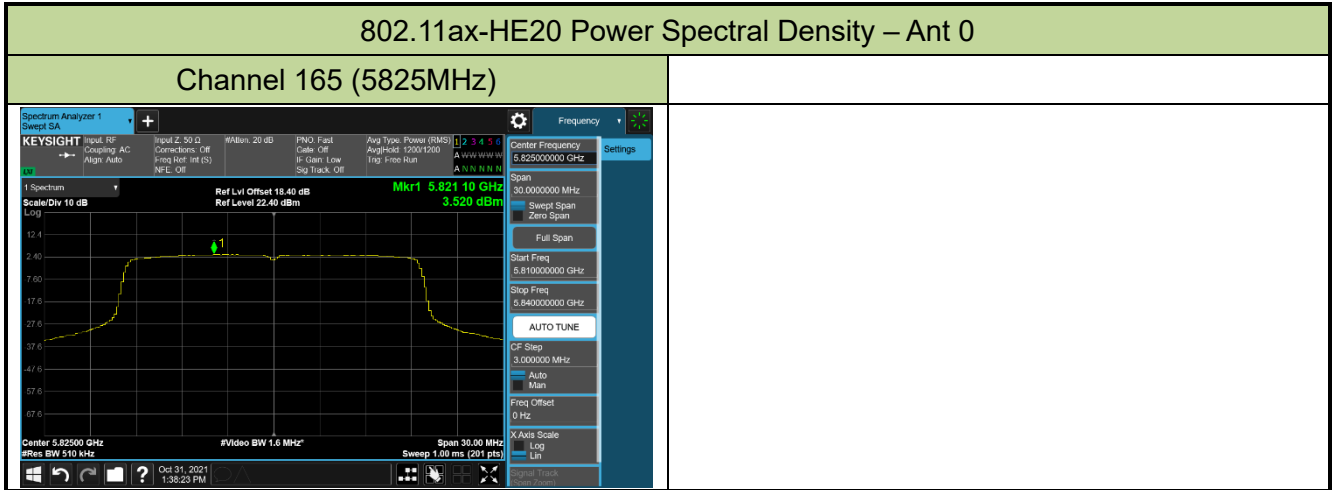 802.11ax-HE20 Power Spectral Density – Ant 0
Channel 165 (5825MHz)
Spectrum Analyzer 1
Swept SA
Frequency
KEYSIGHT
Input: RF
Coupling: AC
Align: Auto
Input Z: 50 Ω
Corrections: Off
Freq Ref: Int (S)
NFE: Off
#Atten: 20 dB
PNO: Fast
Gate: Off
IF Gain: Low
Sig Track: Off
Avg Type: Power (RMS)
Avg|Hold: 1200/1200
Trig: Free Run
1 2 3 4 5 6
A WW WW W
A N N N N N
Settings
1 Spectrum
Scale/Div 10 dB
Ref Lvl Offset 18.40 dB
Ref Level 22.40 dBm
Mkr1 5.821 10 GHz
3.520 dBm
Log
1
12.4
2.40
-7.60
-17.6
-27.6
-37.6
-47.6
-57.6
-67.6
Center 5.82500 GHz
#Res BW 510 kHz
#Video BW 1.6 MHz*
Span 30.00 MHz
Sweep 1.00 ms (201 pts)
Center Frequency
5.825000000 GHz
Span
30.0000000 MHz
Swept Span
Zero Span
Full Span
Start Freq
5.810000000 GHz
Stop Freq
5.840000000 GHz
AUTO TUNE
CF Step
3.000000 MHz
Auto
Man
Freq Offset
0 Hz
X Axis Scale
Log
Lin
Signal Track
(Span Zoom)
?
Oct 31, 2021
1:38:23 PM